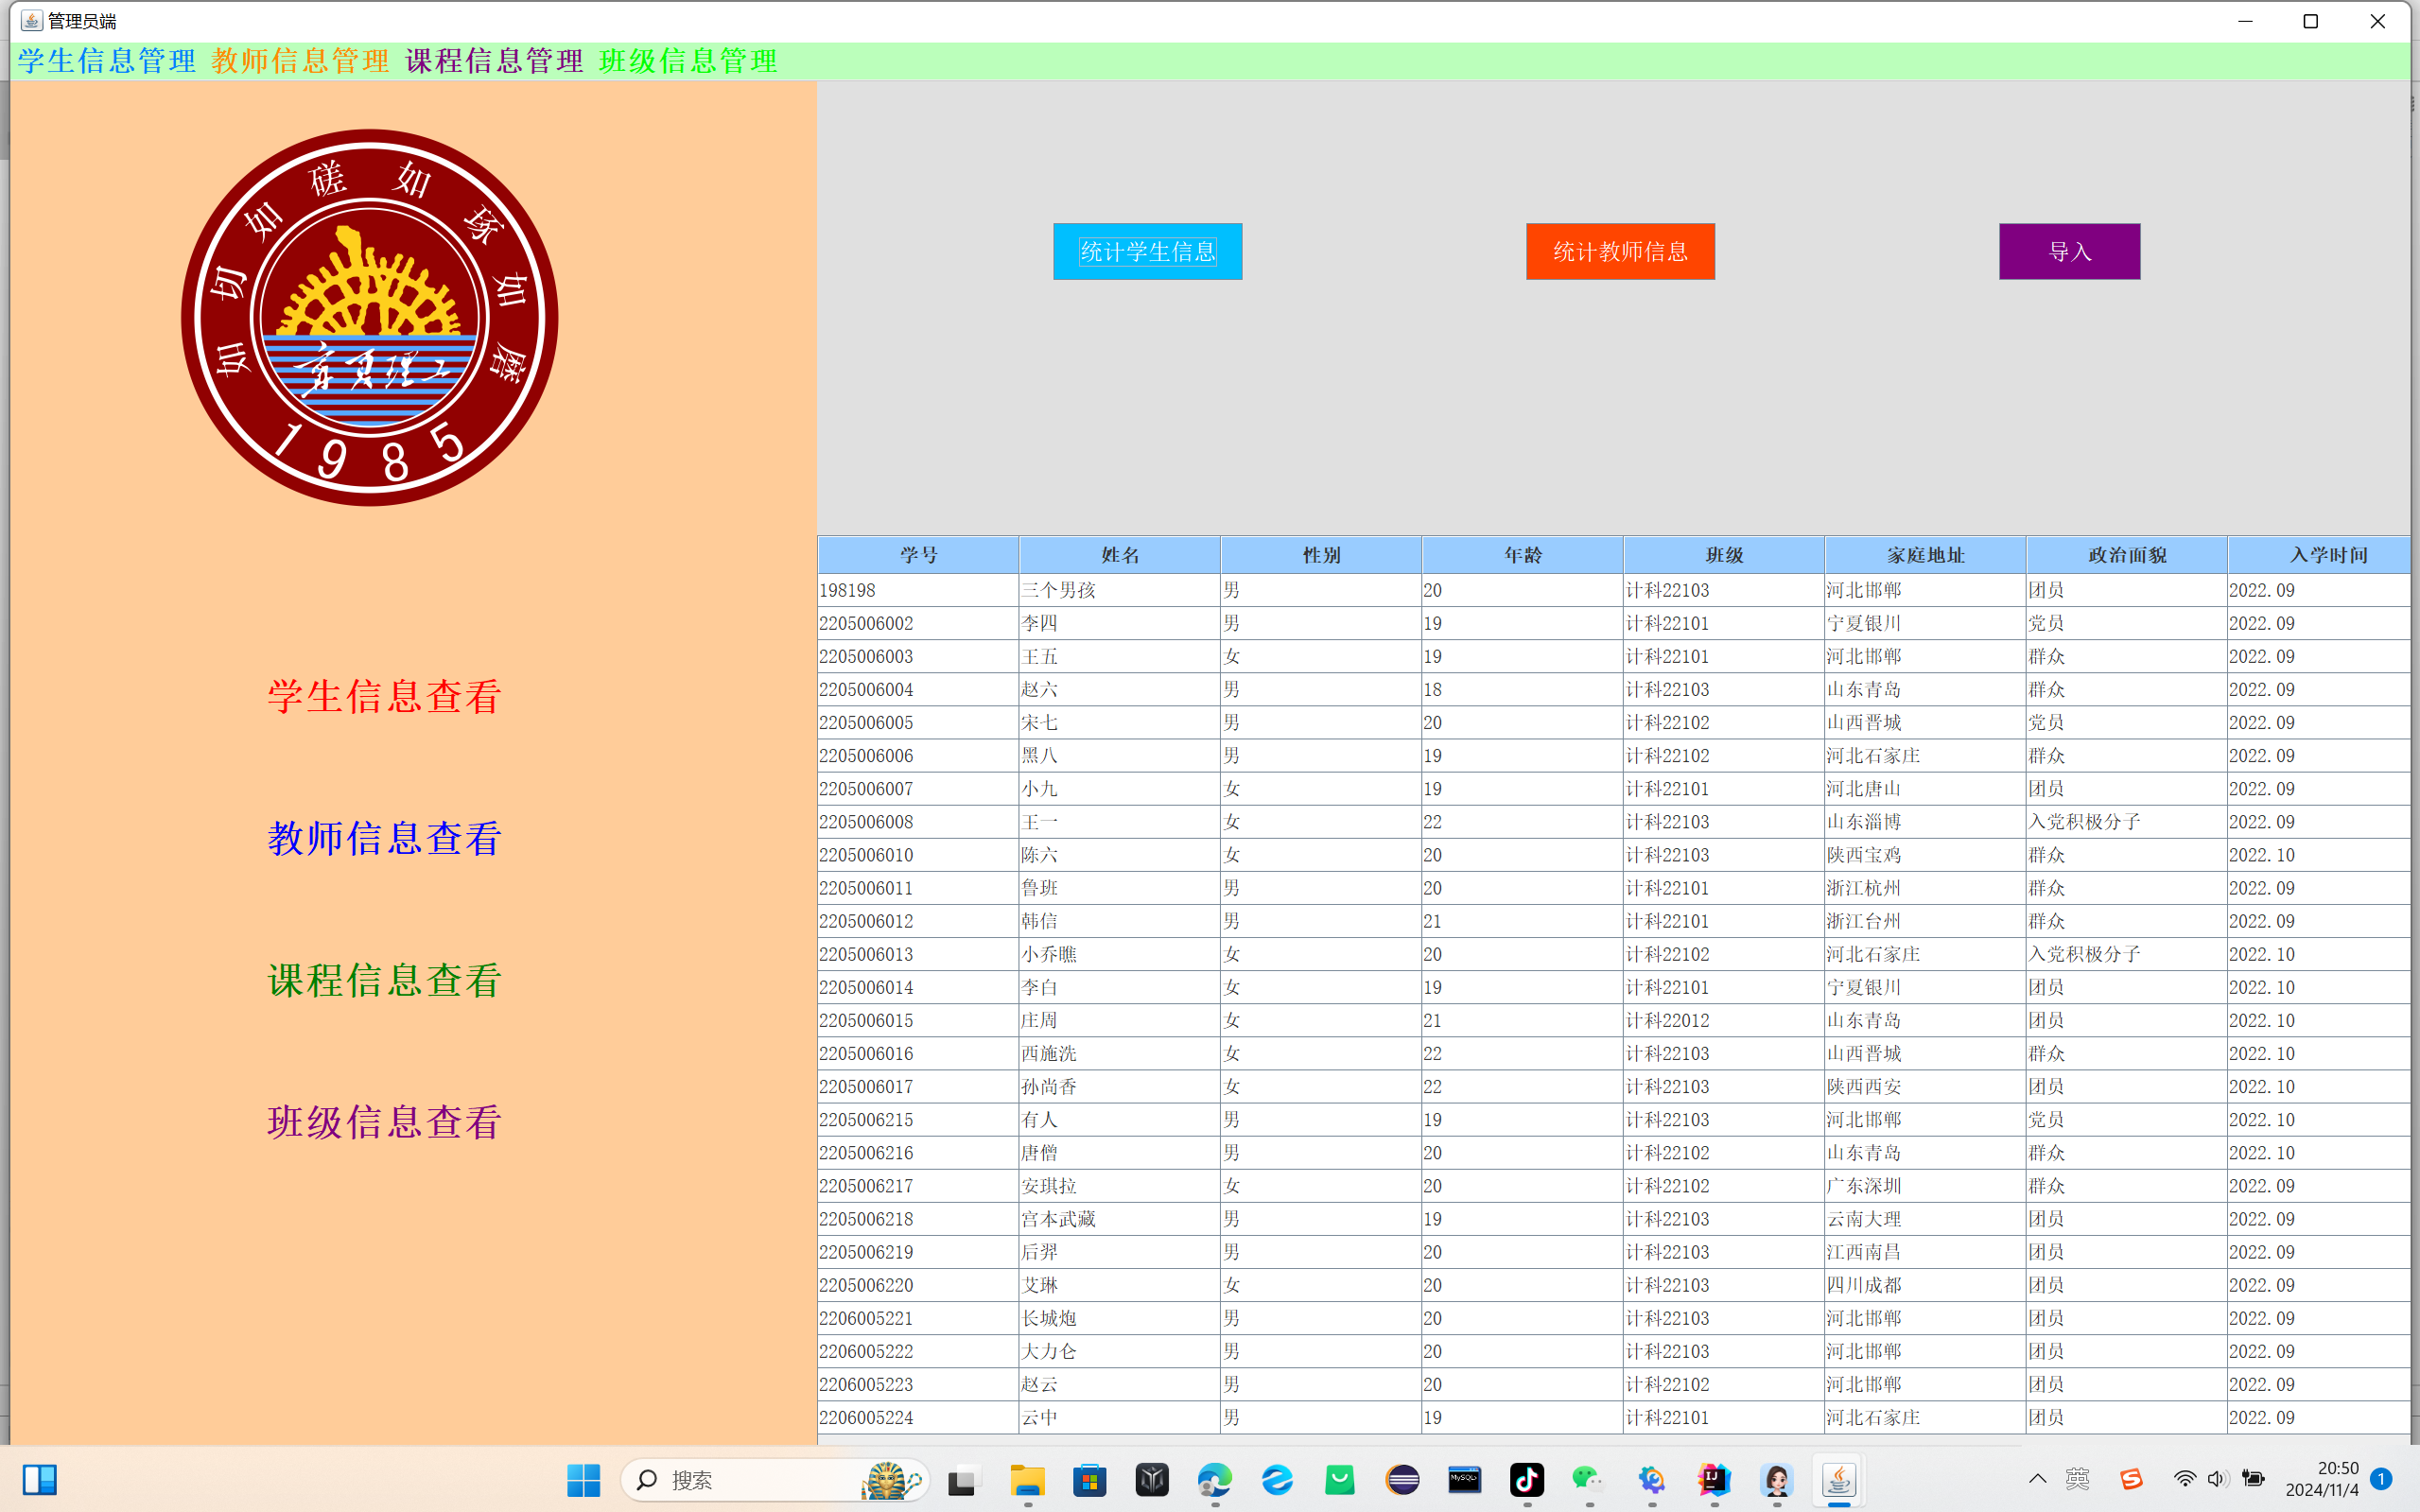 管理员端
学生信息管理 教师信息管理 课程信息管理 班级信息管理
如切如磋如琢如磨
宁夏理工
1985
统计学生信息 统计教师信息 导入
学生信息查看
教师信息查看
课程信息查看
班级信息查看
学号 姓名 性别 年龄 班级 家庭地址 政治面貌 入学时间
198198 三个男孩 男 20 计科22103 河北邯郸 团员 2022.09
2205006002 李四 男 19 计科22101 宁夏银川 党员 2022.09
2205006003 王五 女 19 计科22101 河北邯郸 群众 2022.09
2205006004 赵六 男 18 计科22103 山东青岛 群众 2022.09
2205006005 宋七 男 20 计科22102 山西晋城 党员 2022.09
2205006006 黑八 男 19 计科22102 河北石家庄 群众 2022.09
2205006007 小九 女 19 计科22101 河北唐山 团员 2022.09
2205006008 王一 女 22 计科22103 山东淄博 入党积极分子 2022.09
2205006010 陈六 女 20 计科22103 陕西宝鸡 群众 2022.10
2205006011 鲁班 男 20 计科22101 浙江杭州 群众 2022.09
2205006012 韩信 男 21 计科22101 浙江台州 群众 2022.09
2205006013 小乔瞧 女 20 计科22102 河北石家庄 入党积极分子 2022.10
2205006014 李白 女 19 计科22101 宁夏银川 团员 2022.10
2205006015 庄周 女 21 计科22012 山东青岛 团员 2022.10
2205006016 西施洗 女 22 计科22103 山西晋城 群众 2022.10
2205006017 孙尚香 女 22 计科22103 陕西西安 团员 2022.10
2205006215 有人 男 19 计科22103 河北邯郸 党员 2022.10
2205006216 唐僧 男 20 计科22102 山东青岛 群众 2022.10
2205006217 安琪拉 女 20 计科22102 广东深圳 群众 2022.09
2205006218 宫本武藏 男 19 计科22103 云南大理 团员 2022.09
2205006219 后羿 男 20 计科22103 江西南昌 团员 2022.09
2205006220 艾琳 女 20 计科22103 四川成都 团员 2022.09
2206005221 长城炮 男 20 计科22103 河北邯郸 团员 2022.09
2206005222 大力仑 男 20 计科22103 河北邯郸 团员 2022.09
2206005223 赵云 男 20 计科22102 河北邯郸 团员 2022.09
2206005224 云中 男 19 计科22101 河北石家庄 团员 2022.09
搜索
MySQL
IJ
英
20:50
2024/11/4
1